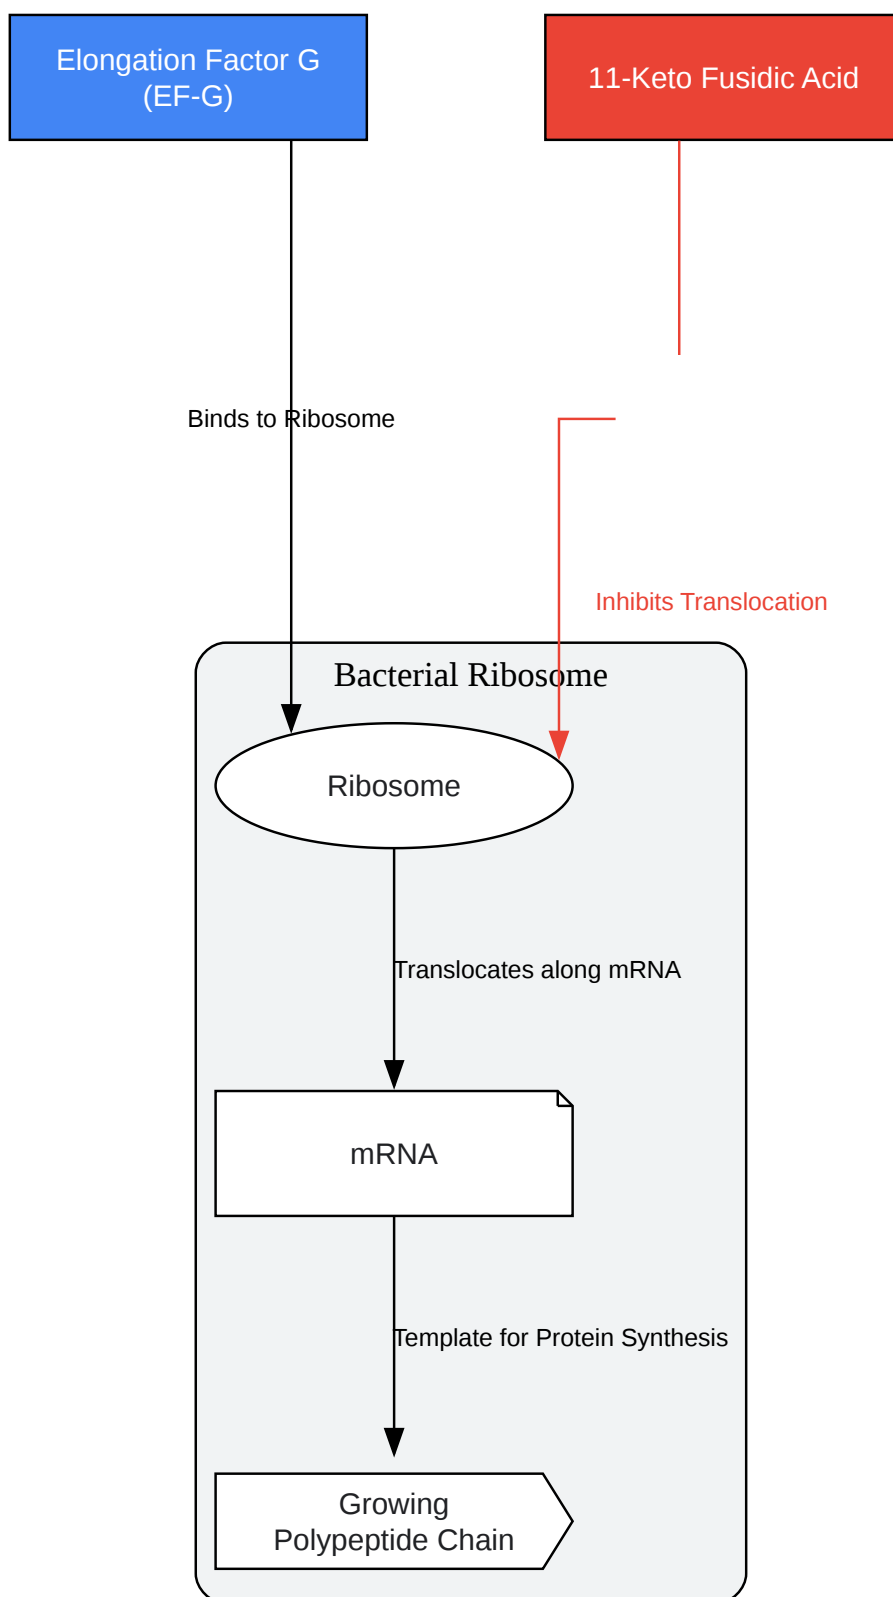 Elongation Factor G
(EF-G)
11-Keto Fusidic Acid
Binds to Ribosome
Inhibits Translocation
Bacterial Ribosome
Ribosome
Translocates along mRNA
mRNA
Template for Protein Synthesis
Growing
Polypeptide Chain